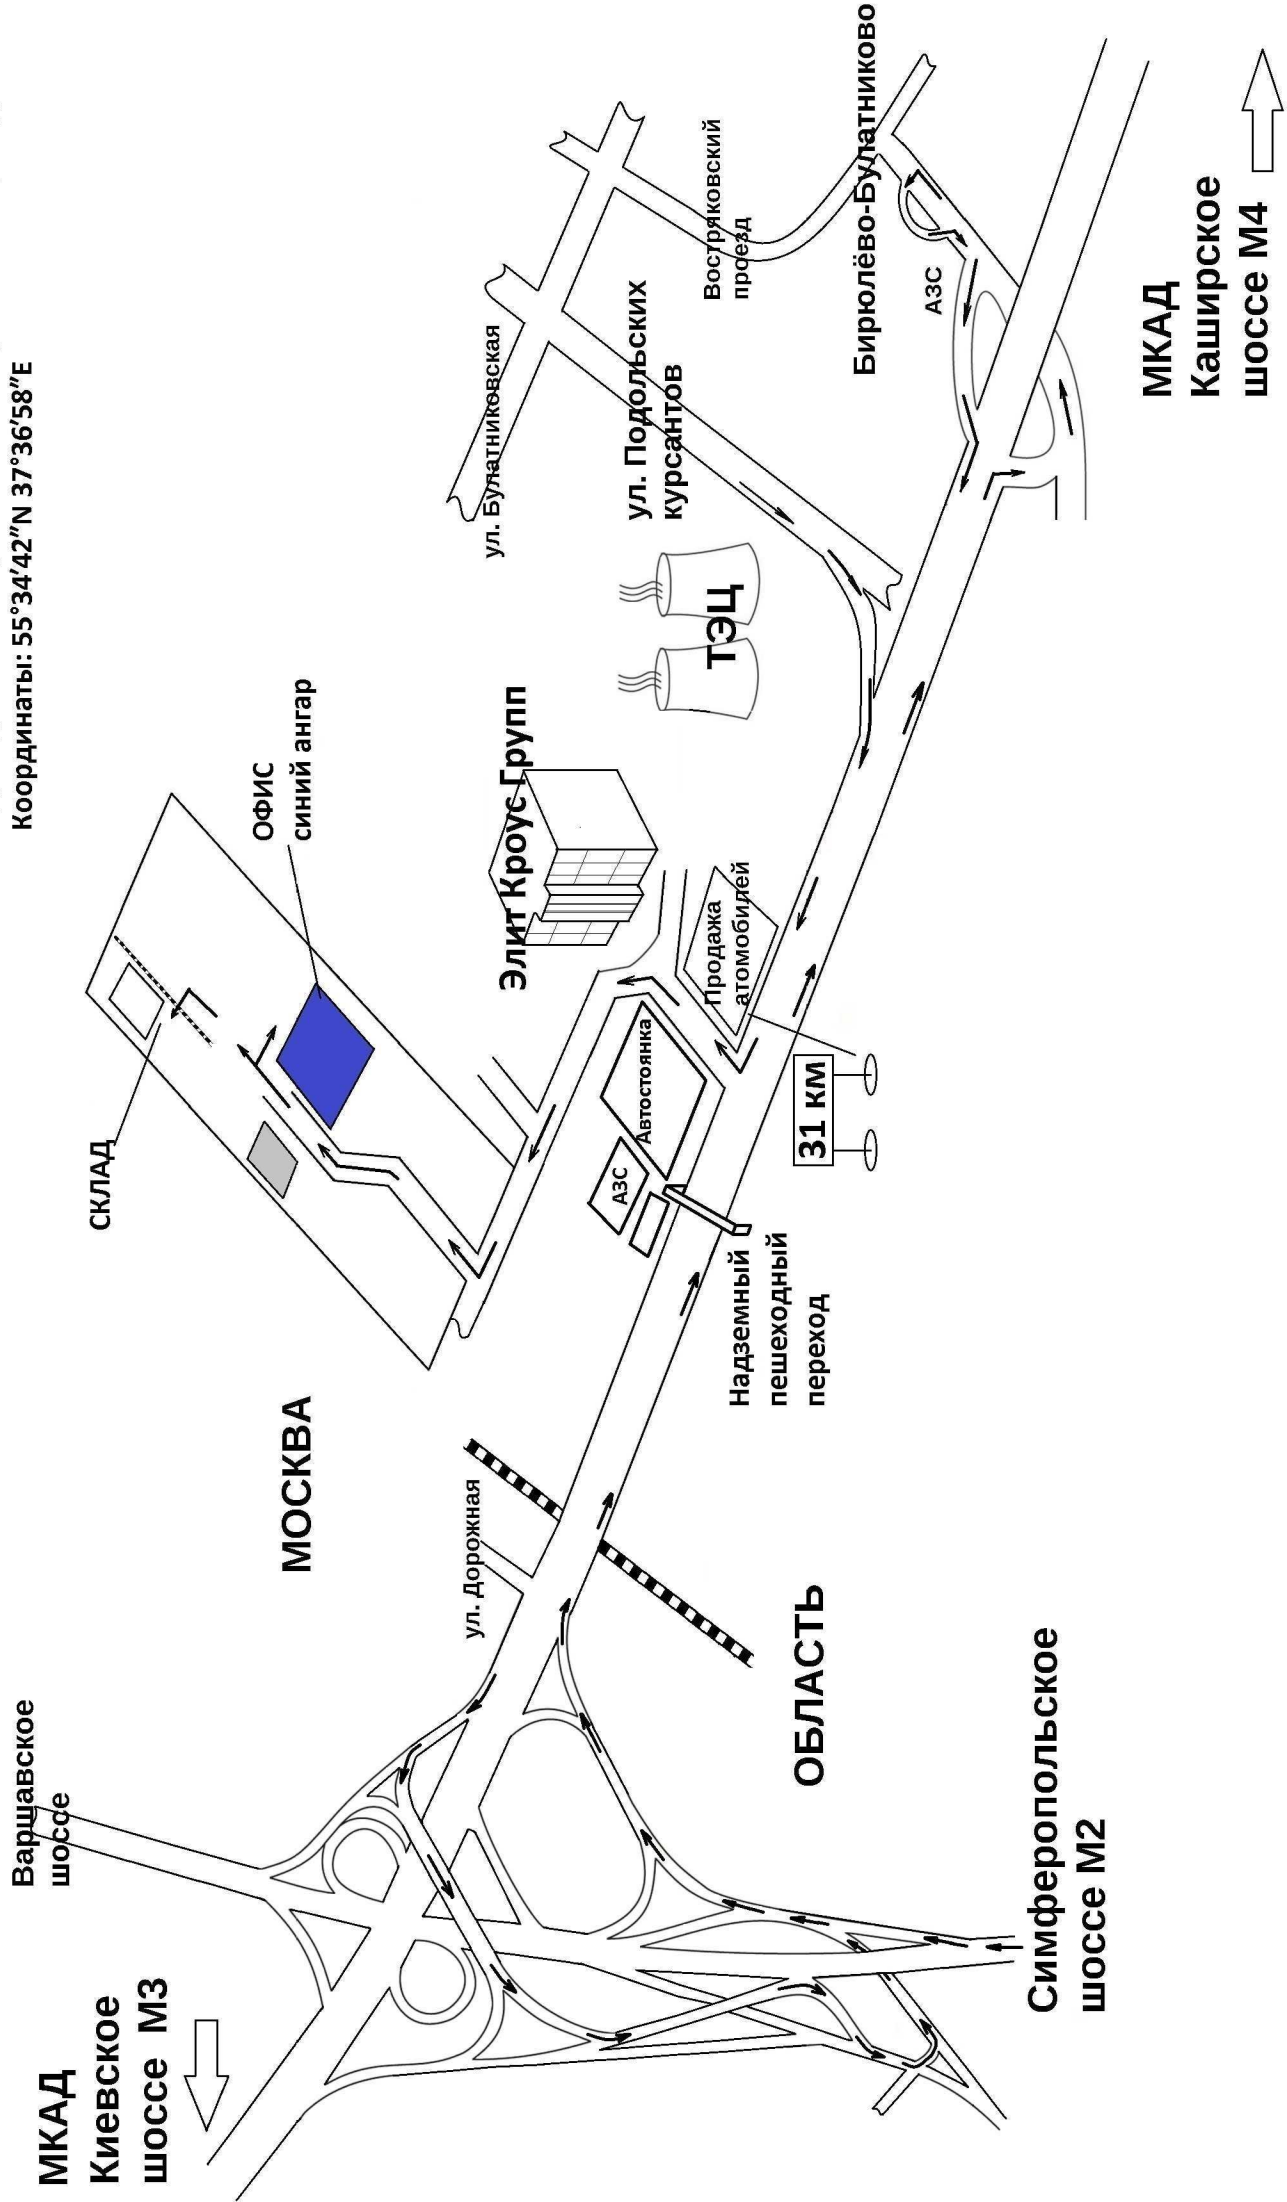 Координаты: 55°34'42"N 37°36'58"E
МКАД
Киевское
шоссе М3
Варшавское
шоссе
СКЛАД
ОФИС
синий ангар
МОСКВА
ул. Дорожная
Элит Кроус Групп
ул. Булатниковская
ул. Подольских
курсантов
ТЭЦ
Востряковский
проезд
Бирюлёво-Булатниково
АЗС
Автостоянка
АЗС
Продажа
атомобилей
31 км
Надземный
пешеходный
переход
ОБЛАСТЬ
Симферопольское
шоссе М2
МКАД
Каширское
шоссе М4